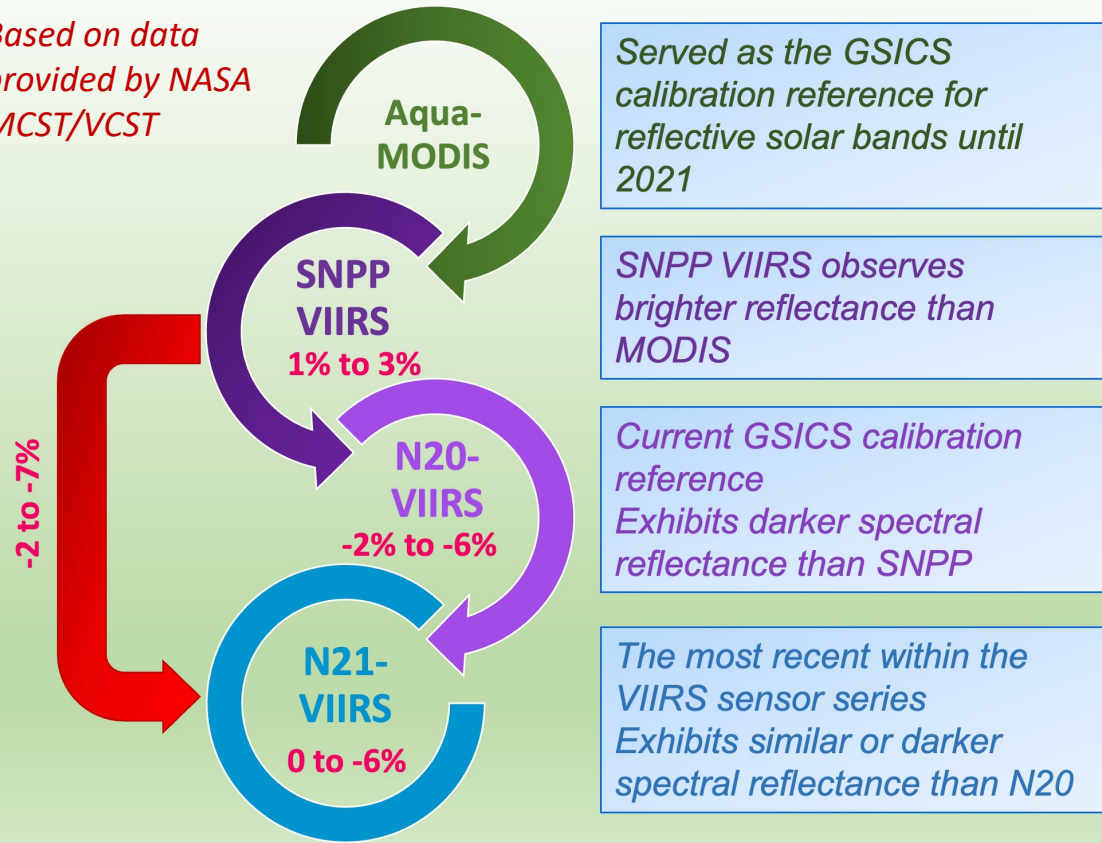 Based on data
provided by NASA
MCST/VCST
Aqua-
MODIS
Served as the GSICS
calibration reference for
reflective solar bands until
2021
SNPP
VIIRS
1% to 3%
SNPP VIIRS observes
brighter reflectance than
MODIS
-2 to -7%
N20-
VIIRS
-2% to -6%
Current GSICS calibration
reference
Exhibits darker spectral
reflectance than SNPP
N21-
VIIRS
0 to -6%
The most recent within the
VIIRS sensor series
Exhibits similar or darker
spectral reflectance than N20